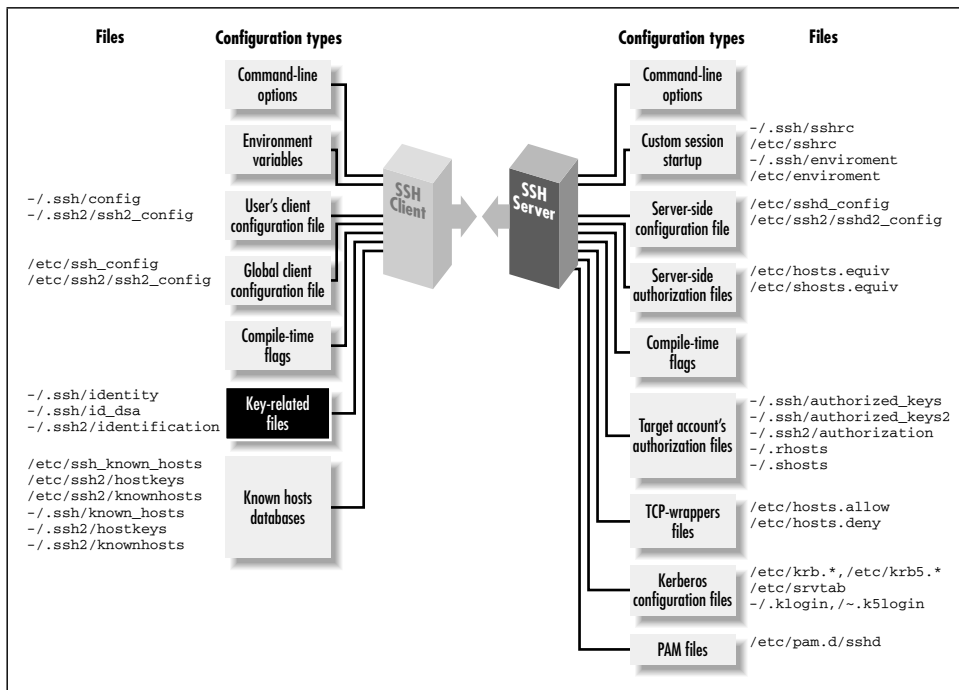 Files
Configuration types
Command-line
options
Environment
variables
-/.ssh/config
-/.ssh2/ssh2_config
User's client
configuration file
/etc/ssh_config
/etc/ssh2/ssh2_config
Global client
configuration file
Compile-time
flags
-/.ssh/identity
-/.ssh/id_dsa
-/.ssh2/identification
Key-related
files
/etc/ssh_known_hosts
/etc/ssh2/hostkeys
/etc/ssh2/knownhosts
-/.ssh/known_hosts
-/.ssh2/hostkeys
-/.ssh2/knownhosts
Known hosts
databases
SSH
Client
SSH
Server
Configuration types
Files
Command-line
options
Custom session
startup
-/.ssh/sshrc
/etc/sshrc
-/.ssh/enviroment
/etc/enviroment
Server-side
configuration file
/etc/sshd_config
/etc/ssh2/sshd2_config
Server-side
authorization files
/etc/hosts.equiv
/etc/shosts.equiv
Compile-time
flags
Target account's
authorization files
-/.ssh/authorized_keys
-/.ssh/authorized_keys2
-/.ssh2/authorization
-/.rhosts
-/.shosts
TCP-wrappers
files
/etc/hosts.allow
/etc/hosts.deny
Kerberos
configuration files
/etc/krb.*,/etc/krb5.*
/etc/srvtab
-/.klogin,/~.k5login
PAM files
/etc/pam.d/sshd